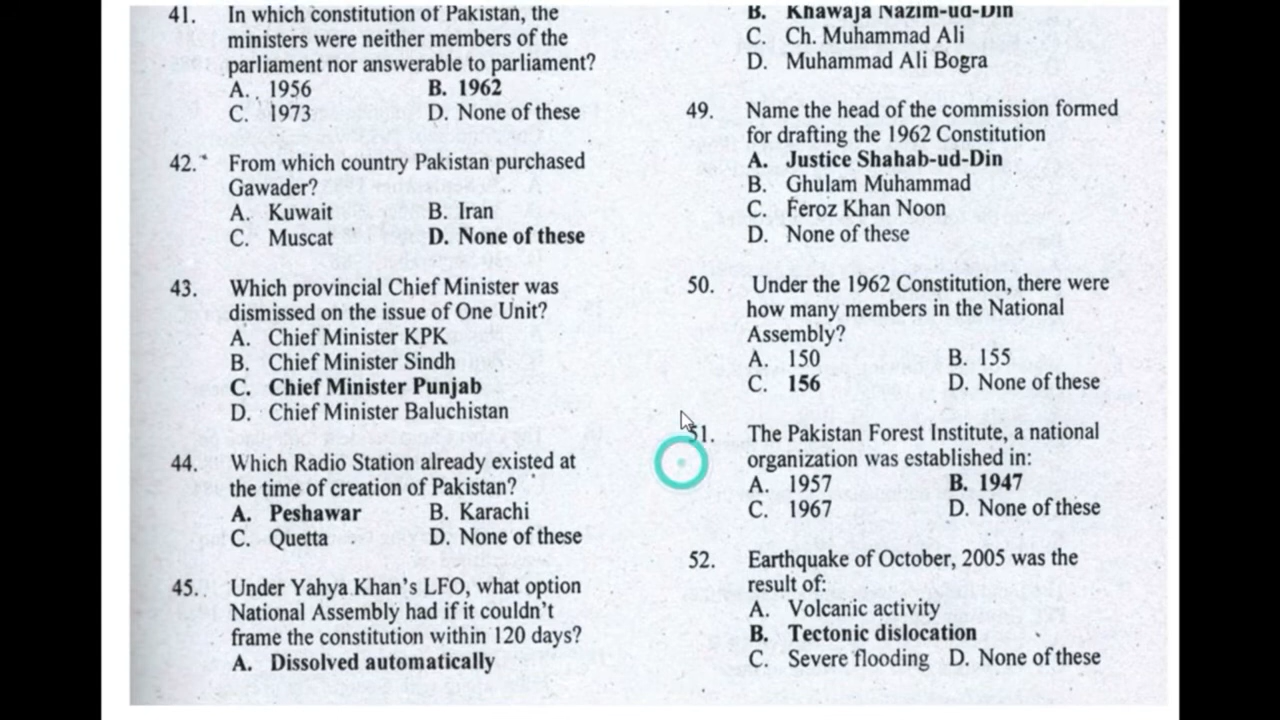 41. In which constitution of Pakistan, the
ministers were neither members of the
parliament nor answerable to parliament?
A. 1956 B. 1962
C. 1973 D. None of these
42. From which country Pakistan purchased
Gawader?
A. Kuwait B. Iran
C. Muscat D. None of these
43. Which provincial Chief Minister was
dismissed on the issue of One Unit?
A. Chief Minister KPK
B. Chief Minister Sindh
C. Chief Minister Punjab
D. Chief Minister Baluchistan
44. Which Radio Station already existed at
the time of creation of Pakistan?
A. Peshawar B. Karachi
C. Quetta D. None of these
45. Under Yahya Khan's LFO, what option
National Assembly had if it couldn't
frame the constitution within 120 days?
A. Dissolved automatically
B. Khawaja Nazim-ud-Din
C. Ch. Muhammad Ali
D. Muhammad Ali Bogra
49. Name the head of the commission formed
for drafting the 1962 Constitution
A. Justice Shahab-ud-Din
B. Ghulam Muhammad
C. Feroz Khan Noon
D. None of these
50. Under the 1962 Constitution, there were
how many members in the National
Assembly?
A. 150 B. 155
C. 156 D. None of these
51. The Pakistan Forest Institute, a national
organization was established in:
A. 1957 B. 1947
C. 1967 D. None of these
52. Earthquake of October, 2005 was the
result of:
A. Volcanic activity
B. Tectonic dislocation
C. Severe flooding D. None of these